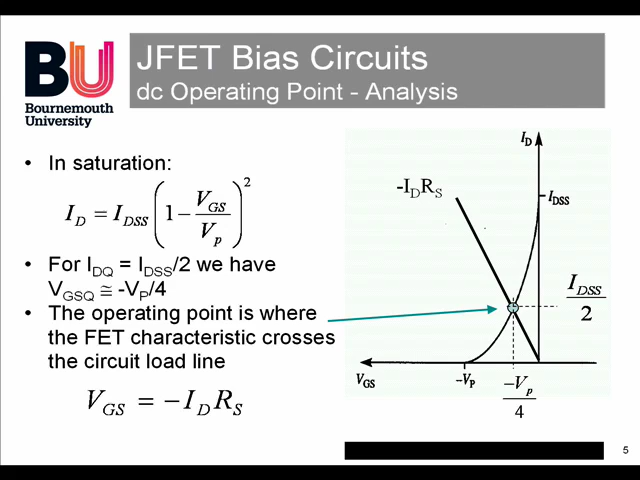 BU
Bournemouth
University
JFET Bias Circuits
dc Operating Point - Analysis
• In saturation:
I_D = I_DSS (1 − V_GS / V_p)^2
• For I_DQ = I_DSS/2 we have
V_GSQ ≅ -V_P/4
• The operating point is where
the FET characteristic crosses
the circuit load line
V_GS = − I_D R_S
I_D
-I_DR_S
I_DSS
I_DSS / 2
V_GS
−V_P
−V_p / 4
5